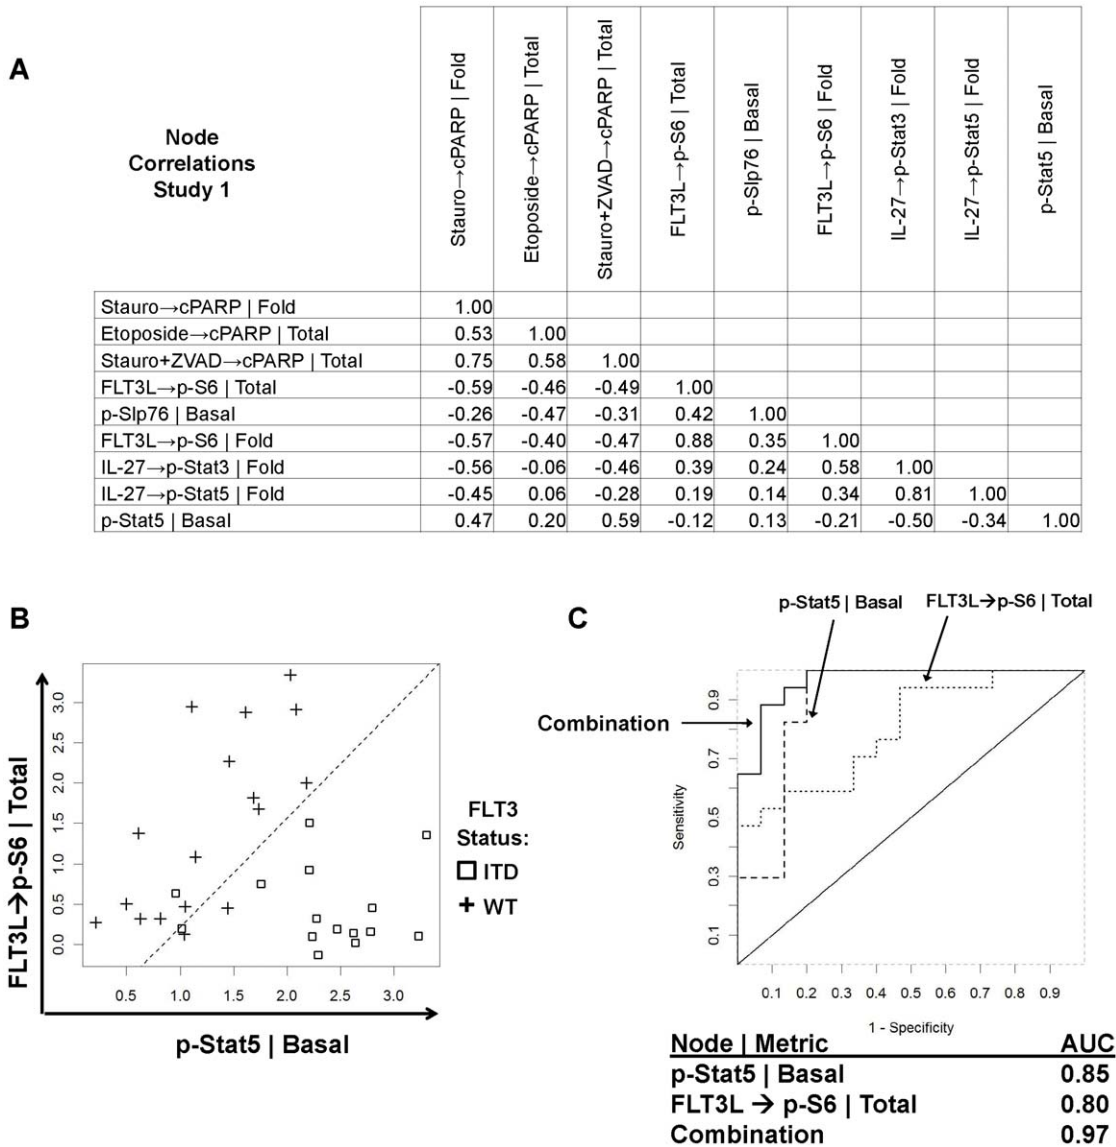 A
Node
Correlations
Study 1
Stauro→cPARP | Fold
Etoposide→cPARP | Total
Stauro+ZVAD→cPARP | Total
FLT3L→p-S6 | Total
p-Slp76 | Basal
FLT3L→p-S6 | Fold
IL-27→p-Stat3 | Fold
IL-27→p-Stat5 | Fold
p-Stat5 | Basal
Stauro→cPARP | Fold 1.00
Etoposide→cPARP | Total 0.53 1.00
Stauro+ZVAD→cPARP | Total 0.75 0.58 1.00
FLT3L→p-S6 | Total -0.59 -0.46 -0.49 1.00
p-Slp76 | Basal -0.26 -0.47 -0.31 0.42 1.00
FLT3L→p-S6 | Fold -0.57 -0.40 -0.47 0.88 0.35 1.00
IL-27→p-Stat3 | Fold -0.56 -0.06 -0.46 0.39 0.24 0.58 1.00
IL-27→p-Stat5 | Fold -0.45 0.06 -0.28 0.19 0.14 0.34 0.81 1.00
p-Stat5 | Basal 0.47 0.20 0.59 -0.12 0.13 -0.21 -0.50 -0.34 1.00
B
FLT3L→p-S6 | Total
3.0
2.5
2.0
1.5
1.0
0.5
0.0
0.5 1.0 1.5 2.0 2.5 3.0
p-Stat5 | Basal
FLT3
Status:
ITD
WT
C
p-Stat5 | Basal
FLT3L→p-S6 | Total
Combination
Sensitivity
0.9
0.7
0.5
0.3
0.1
0.1 0.2 0.3 0.4 0.5 0.6 0.7 0.8 0.9
1 - Specificity
Node | Metric AUC
p-Stat5 | Basal 0.85
FLT3L → p-S6 | Total 0.80
Combination 0.97